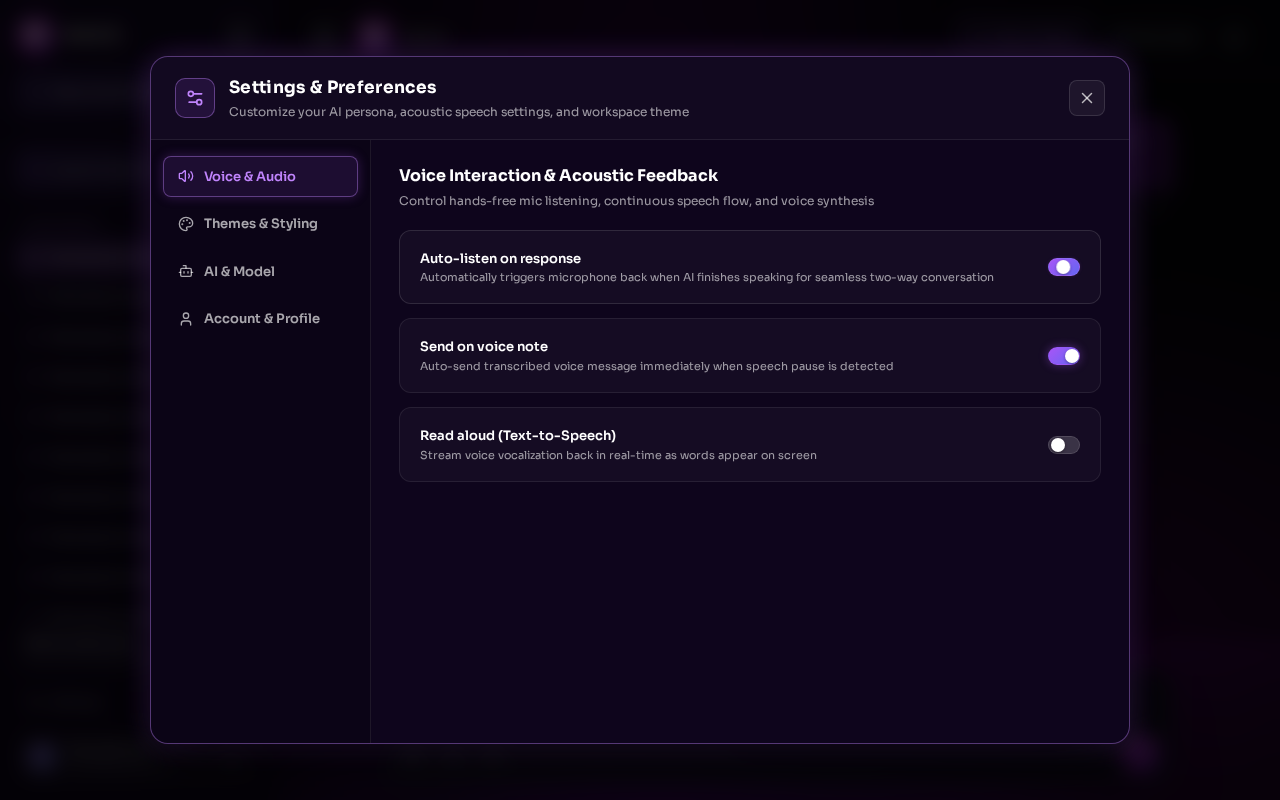 Settings & Preferences
Customize your AI persona, acoustic speech settings, and workspace theme
Voice & Audio
Themes & Styling
AI & Model
Account & Profile
Voice Interaction & Acoustic Feedback
Control hands-free mic listening, continuous speech flow, and voice synthesis
Auto-listen on response
Automatically triggers microphone back when AI finishes speaking for seamless two-way conversation
Send on voice note
Auto-send transcribed voice message immediately when speech pause is detected
Read aloud (Text-to-Speech)
Stream voice vocalization back in real-time as words appear on screen